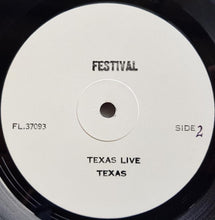 FESTIVAL
FL.37093 SIDE 2
TEXAS LIVE
TEXAS